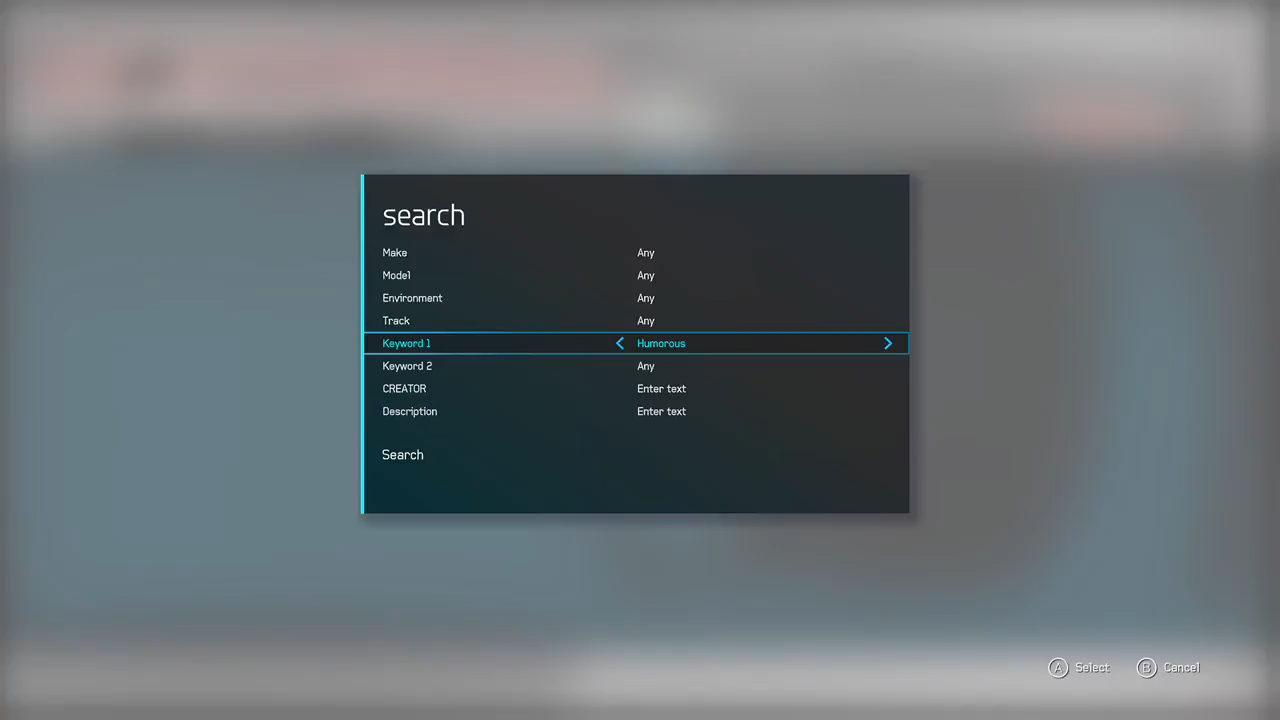 search
Make Any
Model Any
Environment Any
Track Any
Keyword 1 Humorous
Keyword 2 Any
CREATOR Enter text
Description Enter text
Search
A Select B Cancel